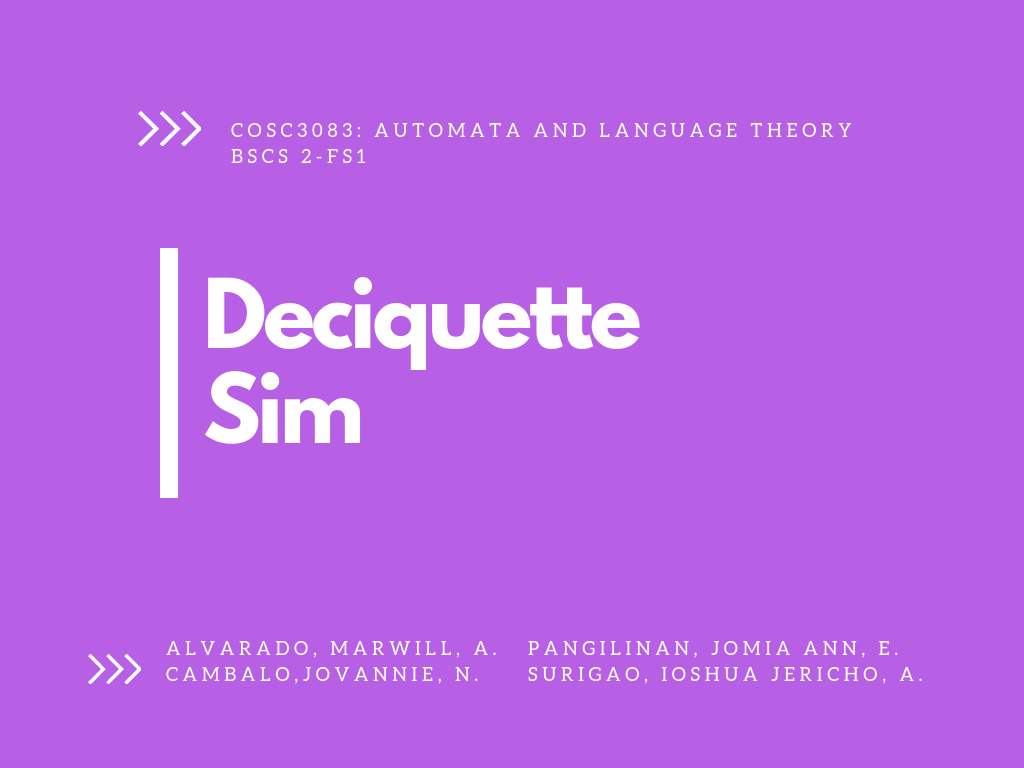 COSC3083: AUTOMATA AND LANGUAGE THEORY
BSCS 2-FS1
Deciquette
Sim
ALVARADO, MARWILL, A.
CAMBALO,JOVANNIE, N.
PANGILINAN, JOMIA ANN, E.
SURIGAO, IOSHUA JERICHO, A.